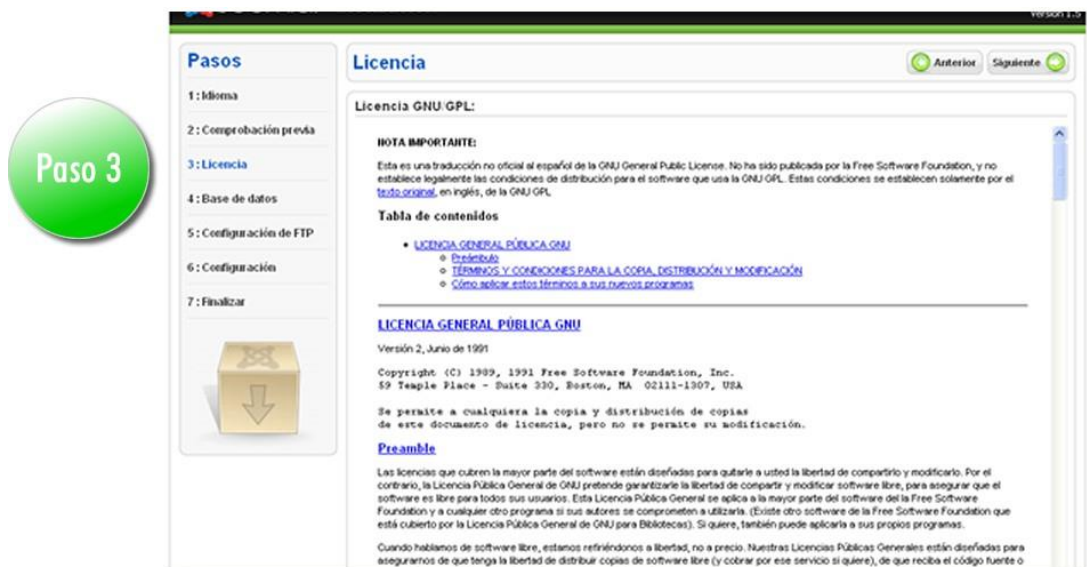 Versión 1.5
Paso 3
Pasos
1 : Idioma
2 : Comprobación previa
3 : Licencia
4 : Base de datos
5 : Configuración de FTP
6 : Configuración
7 : Finalizar
Licencia
Anterior
Siguiente
Licencia GNU/GPL:
NOTA IMPORTANTE:
Esta es una traducción no oficial al español de la GNU General Public License. No ha sido publicada por la Free Software Foundation, y no
establece legalmente las condiciones de distribución para el software que usa la GNU GPL. Estas condiciones se establecen solamente por el
texto original, en inglés, de la GNU GPL.
Tabla de contenidos
LICENCIA GENERAL PÚBLICA GNU
Preámbulo
TÉRMINOS Y CONDICIONES PARA LA COPIA, DISTRIBUCIÓN Y MODIFICACIÓN
Cómo aplicar estos términos a sus nuevos programas
LICENCIA GENERAL PÚBLICA GNU
Versión 2, Junio de 1991
Copyright (C) 1989, 1991 Free Software Foundation, Inc.
59 Temple Place - Suite 330, Boston, MA 02111-1307, USA
Se permite a cualquiera la copia y distribución de copias
de este documento de licencia, pero no se permite su modificación.
Preamble
Las licencias que cubren la mayor parte del software están diseñadas para quitarle a usted la libertad de compartirlo y modificarlo. Por el
contrario, la Licencia Pública General de GNU pretende garantizarle la libertad de compartir y modificar software libre, para asegurar que el
software es libre para todos sus usuarios. Esta Licencia Pública General se aplica a la mayor parte del software del la Free Software
Foundation y a cualquier otro programa si sus autores se comprometen a utilizarla. (Existe otro software de la Free Software Foundation que
está cubierto por la Licencia Pública General de GNU para Bibliotecas). Si quiere, también puede aplicarla a sus propios programas.
Cuando hablamos de software libre, estamos refiriéndonos a libertad, no a precio. Nuestras Licencias Públicas Generales están diseñadas para
asegurarnos de que tenga la libertad de distribuir copias de software libre (y cobrar por ese servicio si quiere), de que reciba el código fuente o